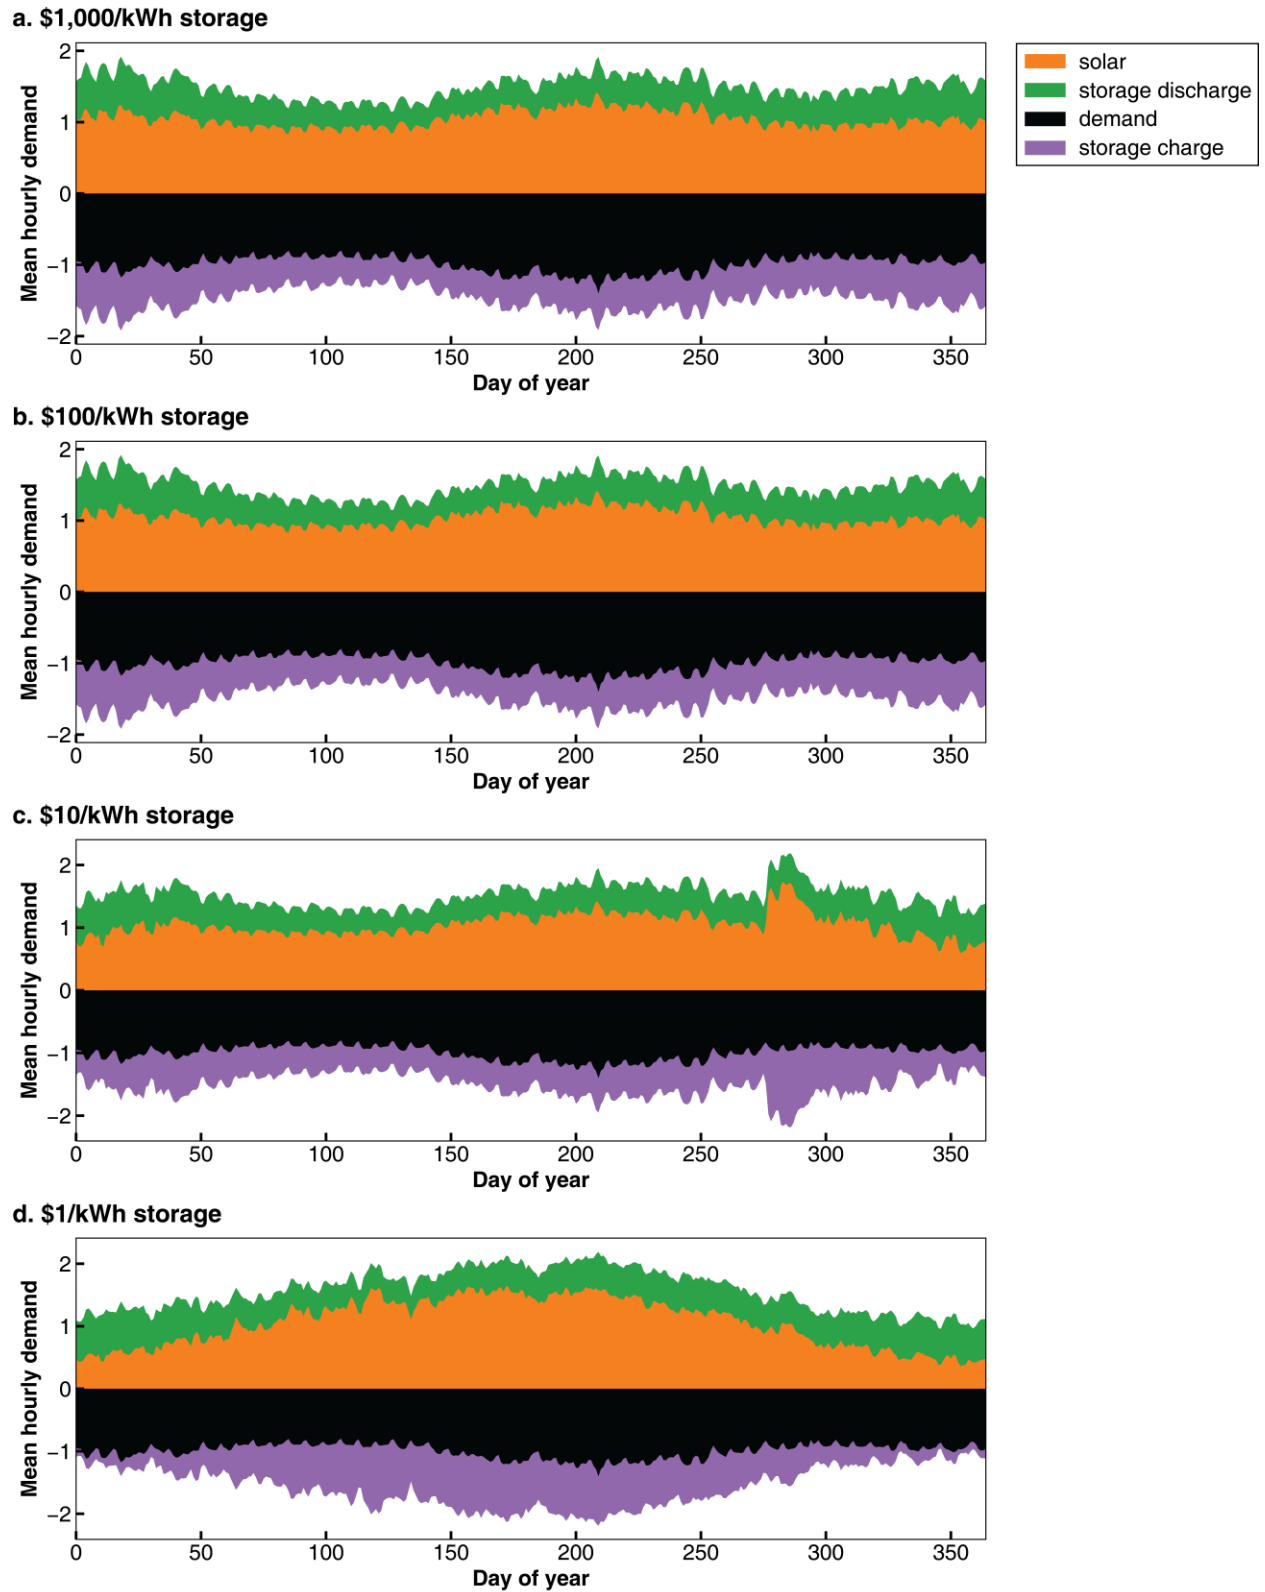 a. $1,000/kWh storage
2
1
0
−1
−2
Mean hourly demand
0 50 100 150 200 250 300 350
Day of year
solar
storage discharge
demand
storage charge
b. $100/kWh storage
2
1
0
−1
−2
Mean hourly demand
0 50 100 150 200 250 300 350
Day of year
c. $10/kWh storage
2
1
0
−1
−2
Mean hourly demand
0 50 100 150 200 250 300 350
Day of year
d. $1/kWh storage
2
1
0
−1
−2
Mean hourly demand
0 50 100 150 200 250 300 350
Day of year